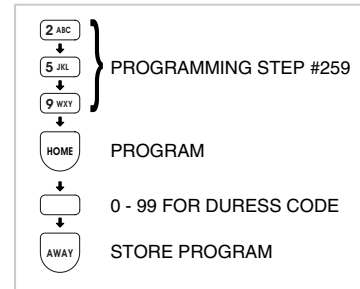 2 ABC
5 JKL
9 WXY
PROGRAMMING STEP #259
HOME PROGRAM
0 - 99 FOR DURESS CODE
AWAY STORE PROGRAM